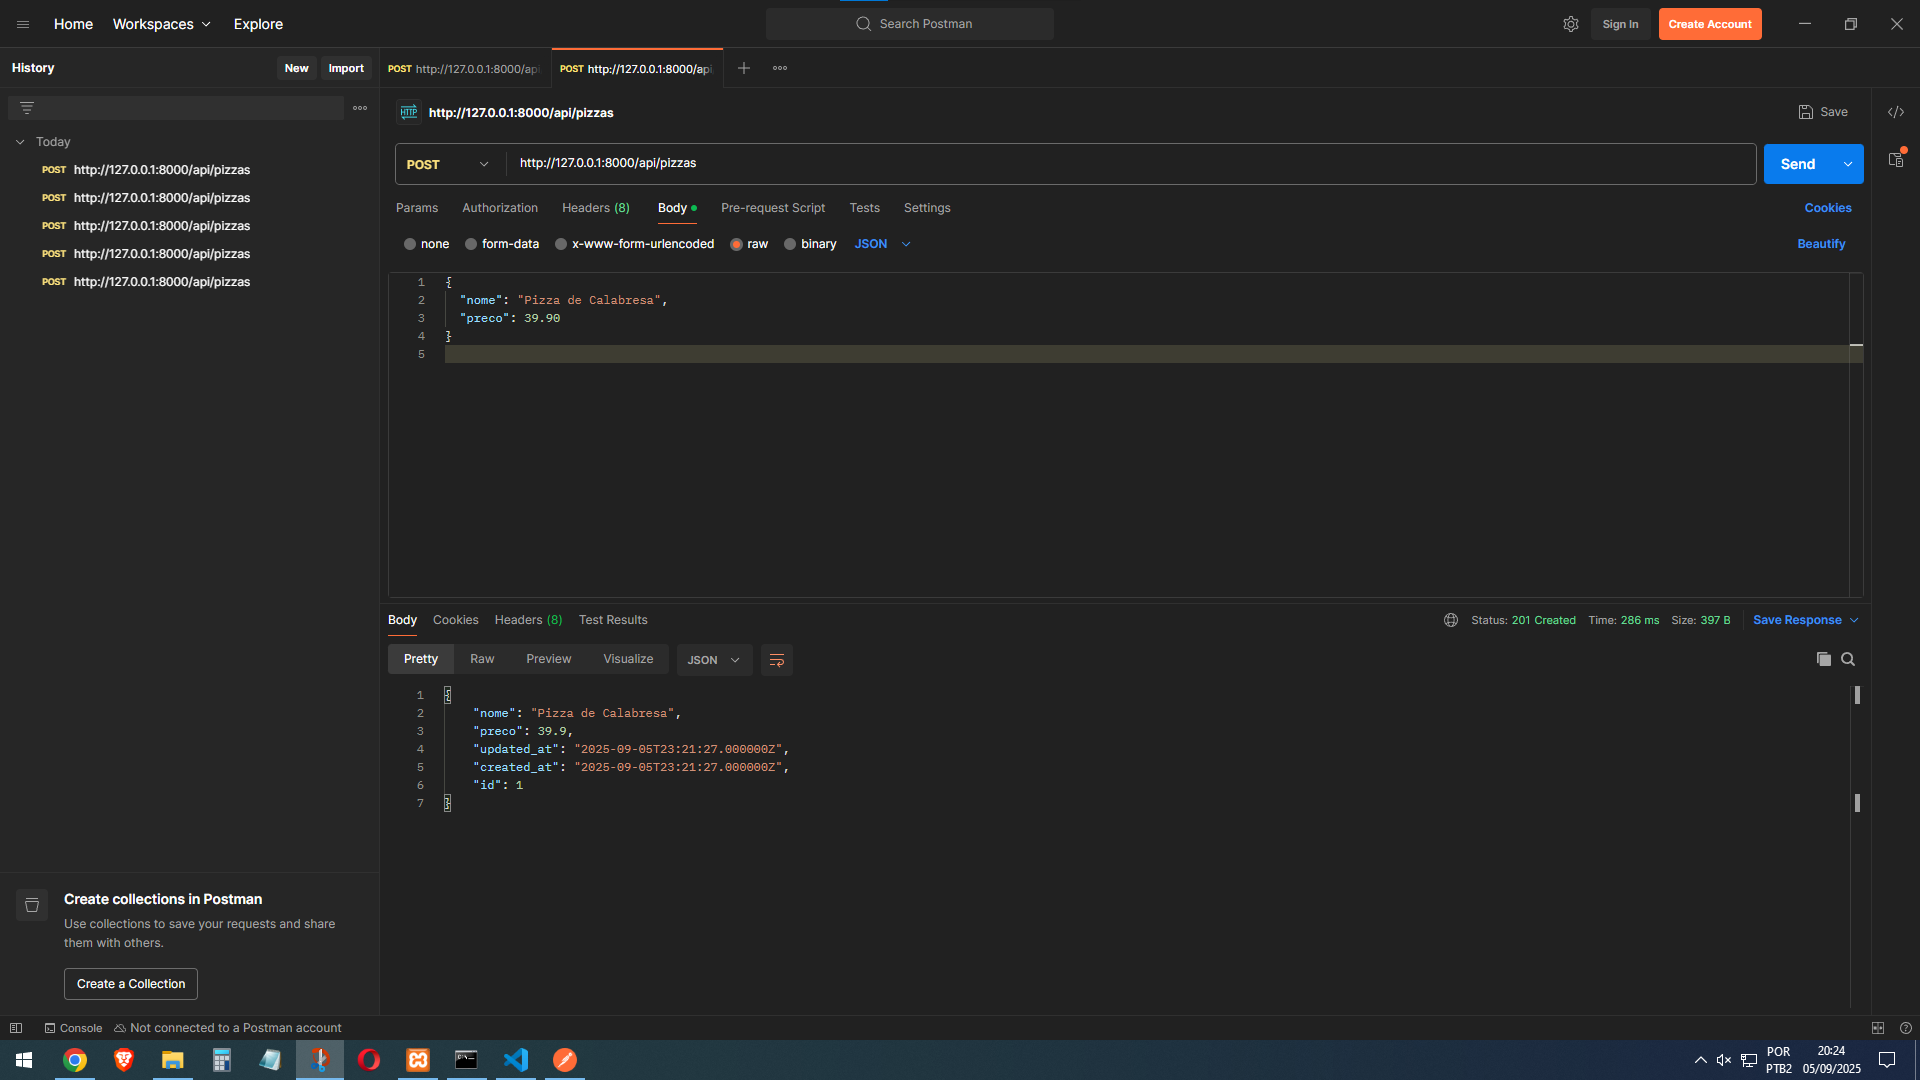 Home Workspaces Explore Search Postman Sign In Create Account
History New Import POST http://127.0.0.1:8000/api POST http://127.0.0.1:8000/api
HTTP http://127.0.0.1:8000/api/pizzas Save
Today
POST http://127.0.0.1:8000/api/pizzas
POST http://127.0.0.1:8000/api/pizzas
POST http://127.0.0.1:8000/api/pizzas
POST http://127.0.0.1:8000/api/pizzas
POST http://127.0.0.1:8000/api/pizzas
POST http://127.0.0.1:8000/api/pizzas Send
Params Authorization Headers (8) Body Pre-request Script Tests Settings Cookies
none form-data x-www-form-urlencoded raw binary JSON Beautify
1 {
2 "nome": "Pizza de Calabresa",
3 "preco": 39.90
4 }
5
Body Cookies Headers (8) Test Results Status: 201 Created Time: 286 ms Size: 397 B Save Response
Pretty Raw Preview Visualize JSON
1 {
2 "nome": "Pizza de Calabresa",
3 "preco": 39.9,
4 "updated_at": "2025-09-05T23:21:27.000000Z",
5 "created_at": "2025-09-05T23:21:27.000000Z",
6 "id": 1
7 }
Create collections in Postman
Use collections to save your requests and share
them with others.
Create a Collection
Console Not connected to a Postman account
POR 20:24
PTB2 05/09/2025